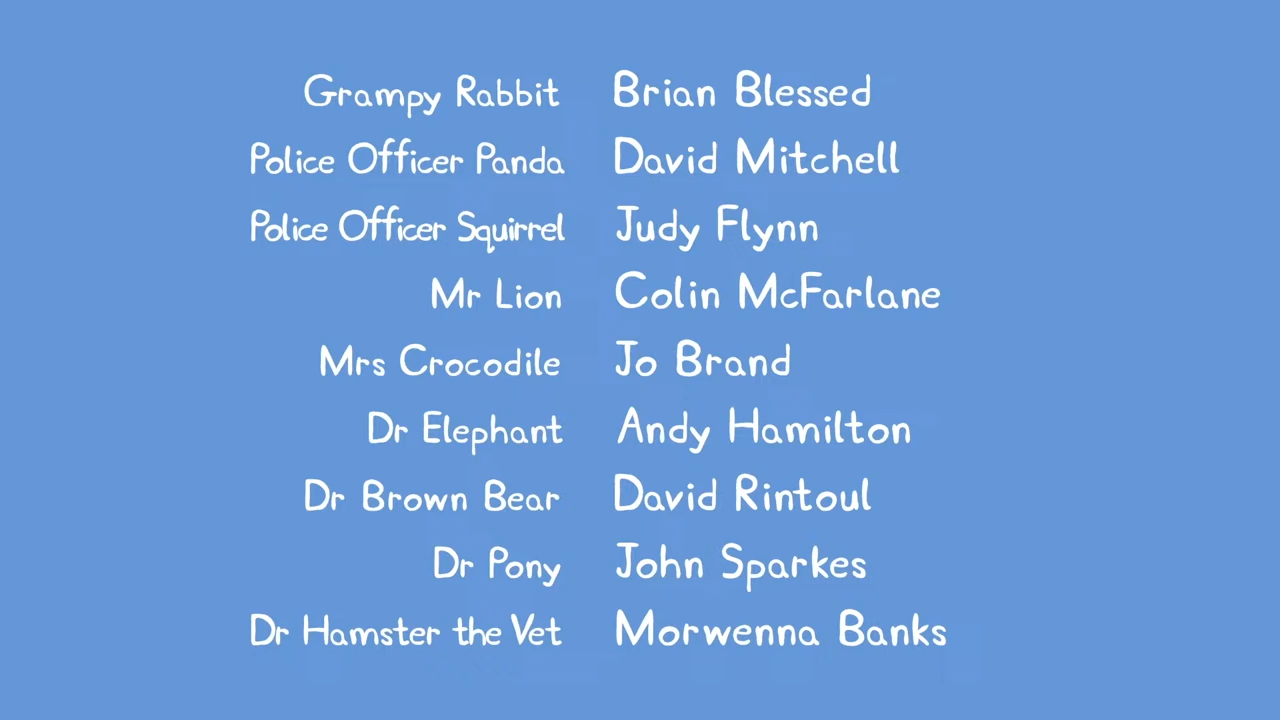 Grampy Rabbit Brian Blessed
Police Officer Panda David Mitchell
Police Officer Squirrel Judy Flynn
Mr Lion Colin McFarlane
Mrs Crocodile Jo Brand
Dr Elephant Andy Hamilton
Dr Brown Bear David Rintoul
Dr Pony John Sparkes
Dr Hamster the Vet Morwenna Banks